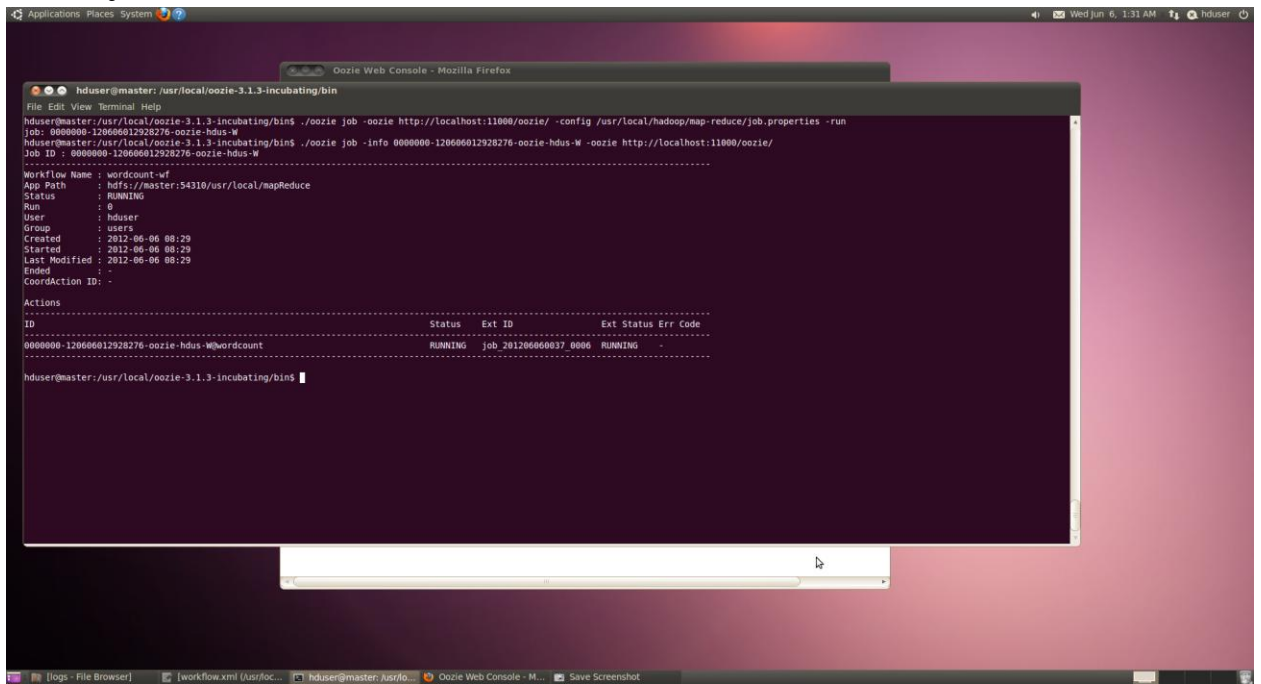 Applications Places System
Wed Jun 6, 1:31 AM hduser
Oozie Web Console - Mozilla Firefox
hduser@master: /usr/local/oozie-3.1.3-incubating/bin
File Edit View Terminal Help
hduser@master:/usr/local/oozie-3.1.3-incubating/bin$ ./oozie job -oozie http://localhost:11000/oozie/ -config /usr/local/hadoop/map-reduce/job.properties -run
job: 0000000-120606012928276-oozie-hdus-W
hduser@master:/usr/local/oozie-3.1.3-incubating/bin$ ./oozie job -info 0000000-120606012928276-oozie-hdus-W -oozie http://localhost:11000/oozie/
Job ID : 0000000-120606012928276-oozie-hdus-W
------------------------------------------------------------------------------------------------------------------------------------
Workflow Name : wordcount-wf
App Path      : hdfs://master:54310/usr/local/mapReduce
Status        : RUNNING
Run           : 0
User          : hduser
Group         : users
Created       : 2012-06-06 08:29
Started       : 2012-06-06 08:29
Last Modified : 2012-06-06 08:29
Ended         : -
CoordAction ID: -
Actions
------------------------------------------------------------------------------------------------------------------------------------
ID Status Ext ID Ext Status Err Code
------------------------------------------------------------------------------------------------------------------------------------
0000000-120606012928276-oozie-hdus-W@wordcount RUNNING job_201206060037_0006 RUNNING -
------------------------------------------------------------------------------------------------------------------------------------
hduser@master:/usr/local/oozie-3.1.3-incubating/bin$
[logs - File Browser] [workflow.xml (/usr/loc... hduser@master: /usr/lo... Oozie Web Console - M... Save Screenshot